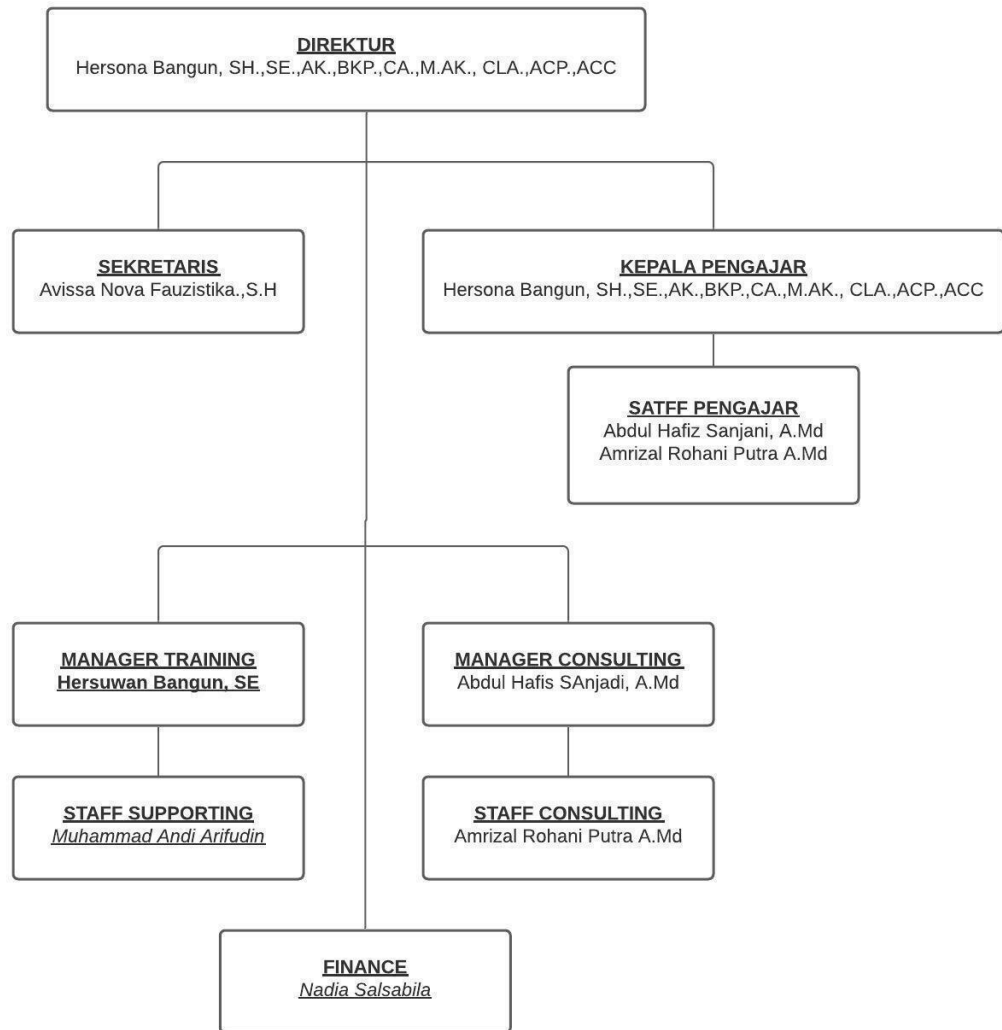 DIREKTUR
Hersona Bangun, SH.,SE.,AK.,BKP.,CA.,M.AK., CLA.,ACP.,ACC
SEKRETARIS
Avissa Nova Fauzistika.,S.H
KEPALA PENGAJAR
Hersona Bangun, SH.,SE.,AK.,BKP.,CA.,M.AK., CLA.,ACP.,ACC
SATFF PENGAJAR
Abdul Hafiz Sanjani, A.Md
Amrizal Rohani Putra A.Md
MANAGER TRAINING
Hersuwan Bangun, SE
MANAGER CONSULTING
Abdul Hafis SAnjadi, A.Md
STAFF SUPPORTING
Muhammad Andi Arifudin
STAFF CONSULTING
Amrizal Rohani Putra A.Md
FINANCE
Nadia Salsabila